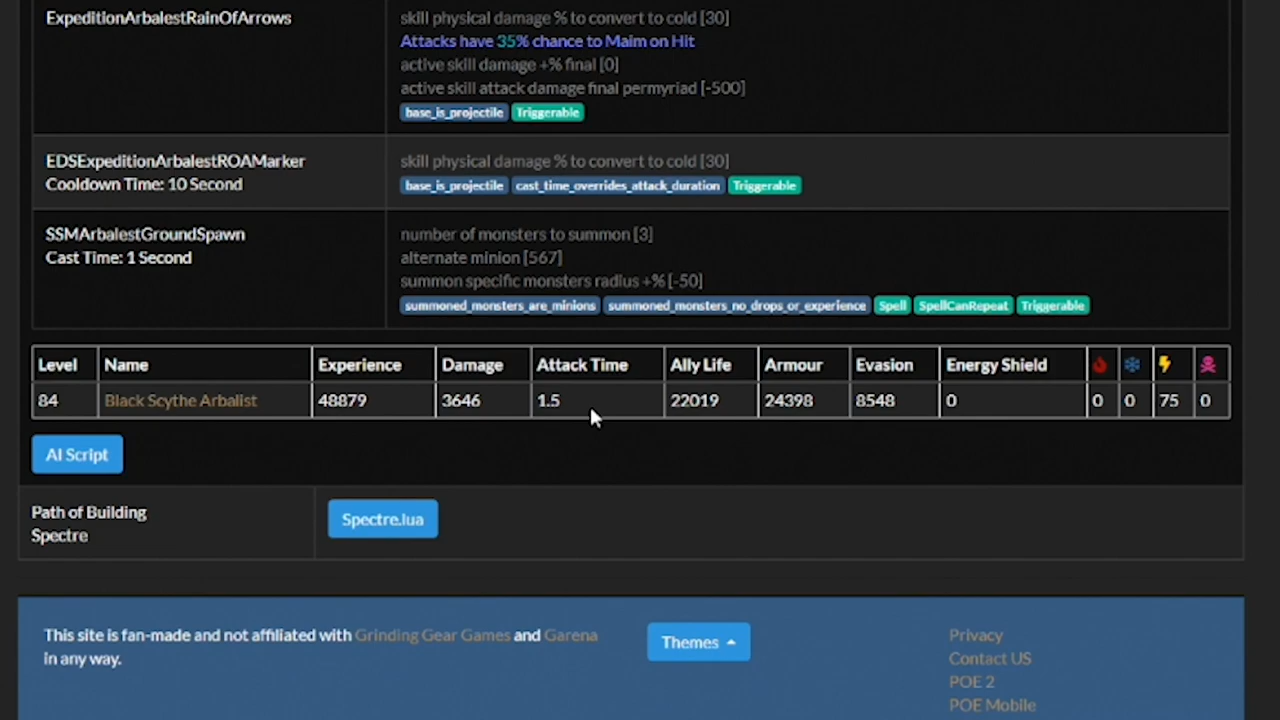 ExpeditionArbalestRainOfArrows
skill physical damage % to convert to cold [30]
Attacks have 35% chance to Maim on Hit
active skill damage +% final [0]
active skill attack damage final permyriad [-500]
base_is_projectile Triggerable
EDSExpeditionArbalestROAMarker
Cooldown Time: 10 Second
skill physical damage % to convert to cold [30]
base_is_projectile cast_time_overrides_attack_duration Triggerable
SSMArbalestGroundSpawn
Cast Time: 1 Second
number of monsters to summon [3]
alternate minion [567]
summon specific monsters radius +% [-50]
summoned_monsters_are_minions summoned_monsters_no_drops_or_experience Spell SpellCanRepeat Triggerable
Level Name Experience Damage Attack Time Ally Life Armour Evasion Energy Shield
84 Black Scythe Arbalist 48879 3646 1.5 22019 24398 8548 0 0 0 75 0
AI Script
Path of Building
Spectre
Spectre.lua
This site is fan-made and not affiliated with Grinding Gear Games and Garena
in any way.
Themes
Privacy
Contact US
POE 2
POE Mobile